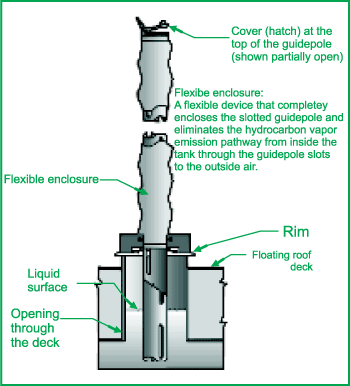 Cover (hatch) at the
top of the guidepole
(shown partially open)
Flexibe enclosure:
A flexible device that completey
encloses the slotted guidepole and
eliminates the hydrocarbon vapor
emission pathway from inside the
tank through the guidepole slots
to the outside air.
Flexible enclosure
Rim
Floating roof
deck
Liquid
surface
Opening
through
the deck